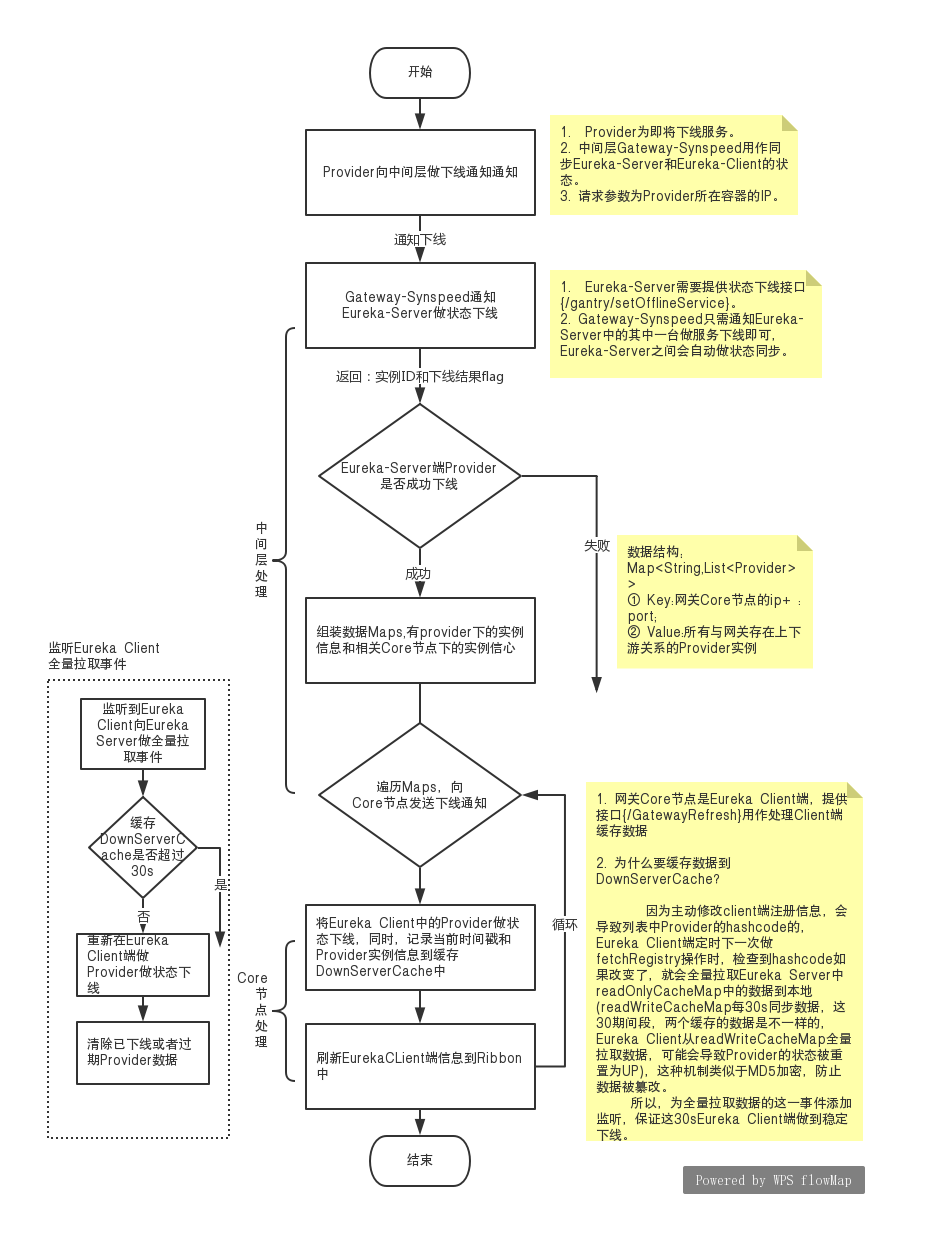 开始
Provider向中间层做下线通知通知
1.  Provider为即将下线服务。
2. 中间层Gateway-Synspeed用作同
步Eureka-Server和Eureka-Client的状
态。
3. 请求参数为Provider所在容器的IP。
通知下线
Gateway-Synspeed通知
Eureka-Server做状态下线
1.  Eureka-Server需要提供状态下线接口
{/gantry/setOfflineService}。
2. Gateway-Synspeed只需通知Eureka-
Server中的其中一台做服务下线即可，
Eureka-Server之间会自动做状态同步。
返回：实例ID和下线结果flag
Eureka-Server端Provider
是否成功下线
失败
成功
中
间
层
处
理
数据结构：
Map<String,List<Provider>
>
① Key:网关Core节点的ip+ :
port;
② Value:所有与网关存在上下
游关系的Provider实例
组装数据Maps,有provider下的实例
信息和相关Core节点下的实例信心
遍历Maps，向
Core节点发送下线通知
监听Eureka Client
全量拉取事件
监听到Eureka
Client向Eureka
Server做全量拉
取事件
缓存
DownServerC
ache是否超过
30s
是
否
重新在Eureka
Client端做
Provider做状态下
线
清除已下线或者过
期Provider数据
将Eureka Client中的Provider做状
态下线，同时，记录当前时间戳和
Provider实例信息到缓存
DownServerCache中
循环
Core
节
点
处
理
刷新EurekaCLient端信息到Ribbon
中
结束
1. 网关Core节点是Eureka Client端，提供
接口{/GatewayRefresh}用作处理Client端
缓存数据
2. 为什么要缓存数据到
DownServerCache?
因为主动修改client端注册信息，会
导致列表中Provider的hashcode的，
Eureka Client端定时下一次做
fetchRegistry操作时，检查到hashcode如
果改变了，就会全量拉取Eureka Server中
readOnlyCacheMap中的数据到本地
(readWriteCacheMap每30s同步数据，这
30期间段，两个缓存的数据是不一样的，
Eureka Client从readWriteCacheMap全量
拉取数据，可能会导致Provider的状态被重
置为UP)，这种机制类似于MD5加密，防止
数据被篡改。
所以，为全量拉取数据的这一事件添加
监听，保证这30sEureka Client端做到稳定
下线。
Powered by WPS flowMap